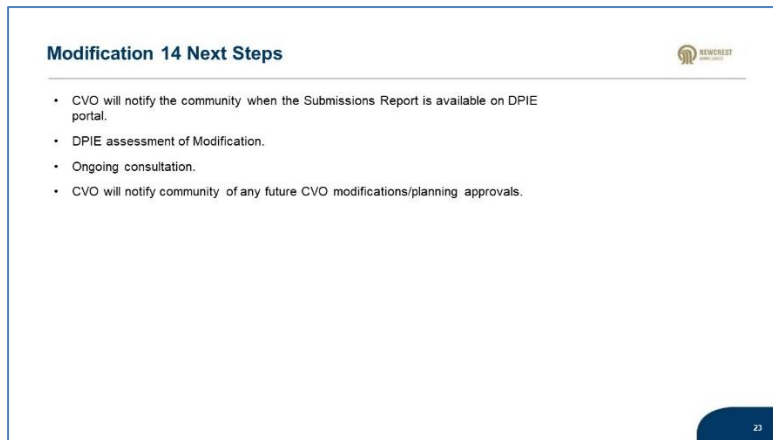 Modification 14 Next Steps
NEWCREST
• CVO will notify the community when the Submissions Report is available on DPIE
portal.
• DPIE assessment of Modification.
• Ongoing consultation.
• CVO will notify community of any future CVO modifications/planning approvals.
23